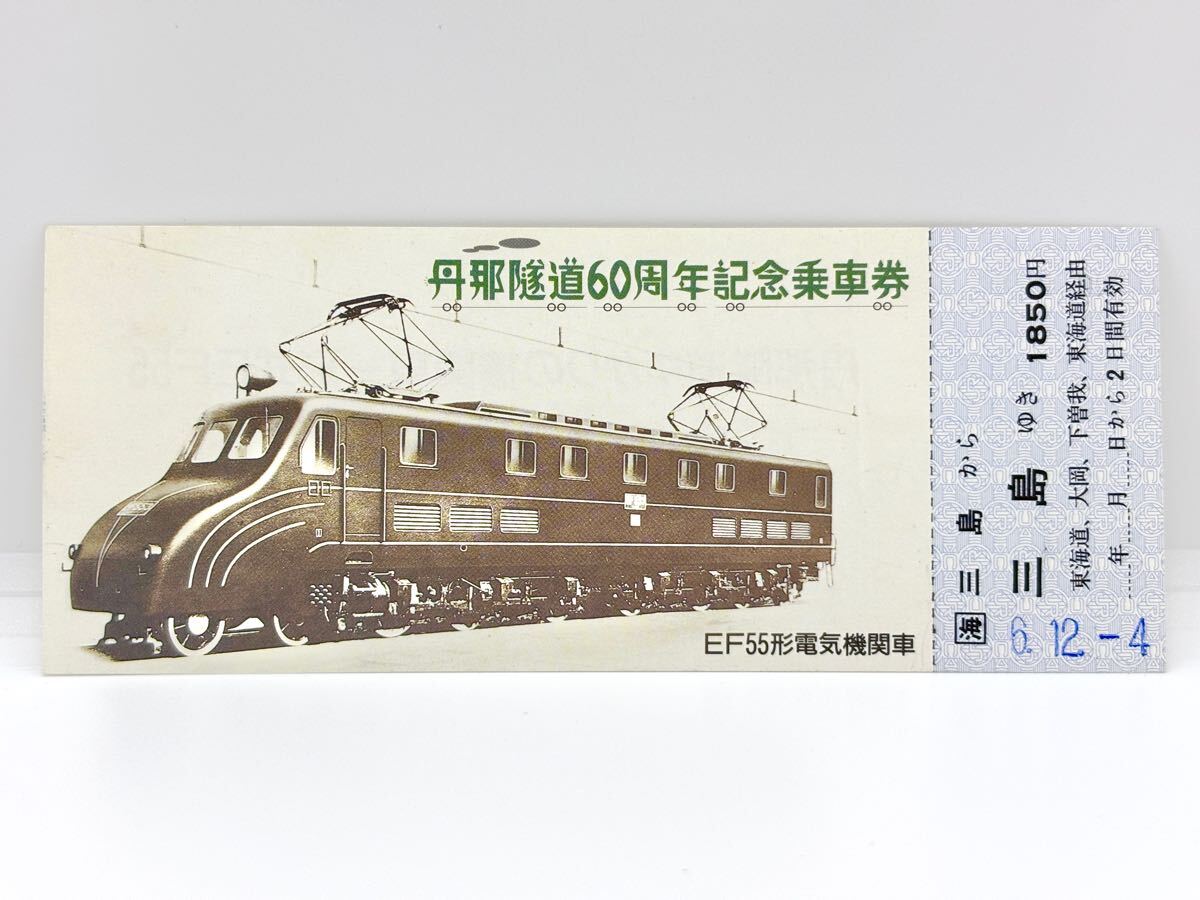 丹那隧道60周年記念乗車券
EF55形電気機関車
海 三島から
三島ゆき 1850円
東海道、大岡、下曽我、東海道経由
年 月 日から2日間有効
6.12.-4